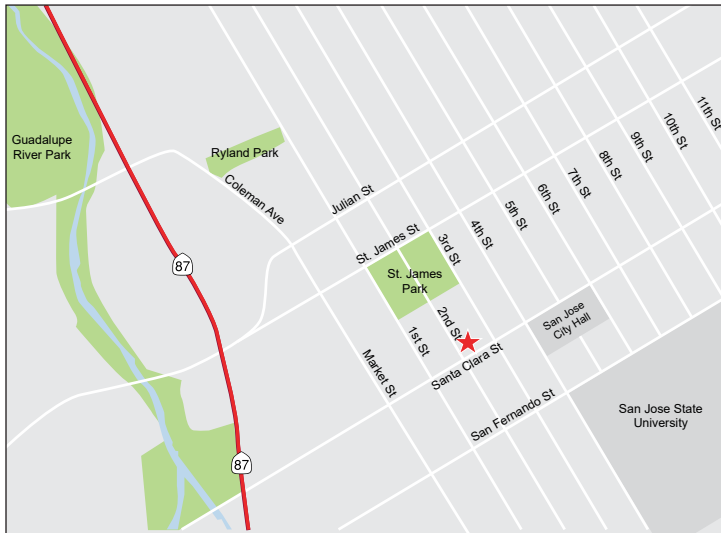 Guadalupe
River Park
Ryland Park
Coleman Ave
Julian St
St. James St
St. James
Park
87
Market St
1st St
2nd St
3rd St
4th St
5th St
6th St
7th St
8th St
9th St
10th St
11th St
Santa Clara St
San Jose
City Hall
San Fernando St
San Jose State
University
87